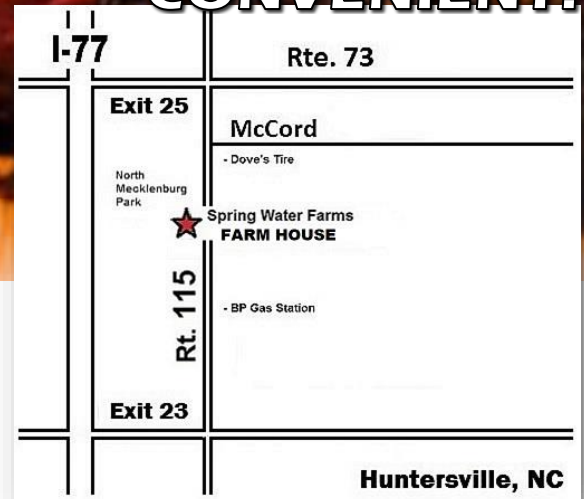 CONVENIENT!
I-77
Rte. 73
Exit 25
McCord
- Dove's Tire
North
Mecklenburg
Park
Spring Water Farms
FARM HOUSE
Rt. 115
- BP Gas Station
Exit 23
Huntersville, NC